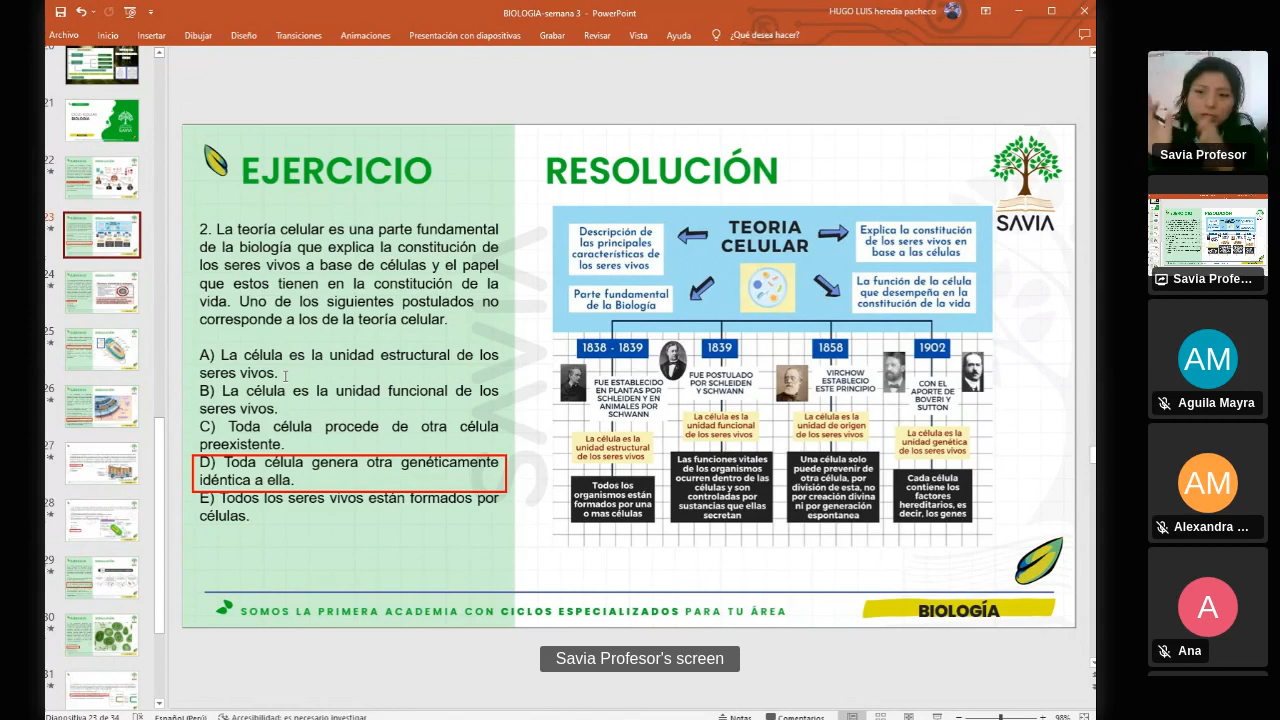 BIOLOGIA-semana 3 - PowerPoint
HUGO LUIS heredia pacheco
Archivo Inicio Insertar Dibujar Diseño Transiciones Animaciones Presentación con diapositivas Grabar Revisar Vista Ayuda ¿Qué desea hacer?
21
22
23
24
25
26
27
28
29
30
31
EJERCICIO
2. La teoría celular es una parte fundamental
de la biología que explica la constitución de
los seres vivos a base de células y el papel
que estos tienen en la constitución de la
vida. Uno de los siguientes postulados no
corresponde a los de la teoría celular.
A) La célula es la unidad estructural de los
seres vivos.
B) La célula es la unidad funcional de los
seres vivos.
C) Toda célula procede de otra célula
preexistente.
D) Toda célula genera otra genéticamente
idéntica a ella.
E) Todos los seres vivos están formados por
células.
RESOLUCIÓN
SAVIA
TEORIA
CELULAR
Descripción de
las principales
características de
los seres vivos
Explica la constitución
de los seres vivos en
base a las células
Parte fundamental
de la Biología
La función de la célula
que desempeña en la
constitución de la vida
1838 - 1839
FUE ESTABLECIDO
EN PLANTAS POR
SCHLEIDEN Y EN
ANIMALES POR
SCHWANN
La célula es la
unidad estructural
de los seres vivos
Todos los
organismos están
formados por una
o mas células
1839
FUE POSTULADO
POR SCHLEIDEN
Y SCHWANN
La célula es la
unidad funcional
de los seres vivos
Las funciones vitales
de los organismos
ocurren dentro de las
células y son
controladas por
sustancias que ellas
secretan
1858
VIRCHOW
ESTABLECIO
ESTE PRINCIPIO
La célula es la
unidad de origen
de los seres vivos
Una célula solo
puede prevenir de
otra célula, por
división de esta, no
por creación divina
ni por generación
espontanea
1902
CON EL
APORTE DE
BOVERI Y
SUTTON
La célula es la
unidad genética
de los seres vivos
Cada célula
contiene los
factores
hereditarios, es
decir, los genes
SOMOS LA PRIMERA ACADEMIA CON CICLOS ESPECIALIZADOS PARA TU ÁREA
BIOLOGÍA
Savia Profesor's screen
Diapositiva 23 de 34 Español (Perú) Accesibilidad: es necesario investigar Notas Comentarios 98%
Savia Profesor
Savia Profe...
AM
Aguila Mayra
AM
Alexandra ...
A
Ana